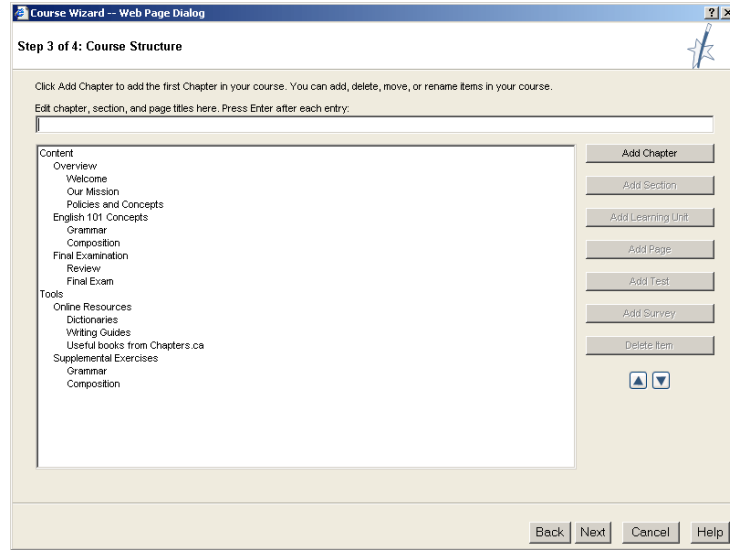 Course Wizard -- Web Page Dialog
Step 3 of 4: Course Structure
Click Add Chapter to add the first Chapter in your course. You can add, delete, move, or rename items in your course.
Edit chapter, section, and page titles here. Press Enter after each entry:
Content
Overview
Welcome
Our Mission
Policies and Concepts
English 101 Concepts
Grammar
Composition
Final Examination
Review
Final Exam
Tools
Online Resources
Dictionaries
Writing Guides
Useful books from Chapters.ca
Supplemental Exercises
Grammar
Composition
Add Chapter
Add Section
Add Learning Unit
Add Page
Add Test
Add Survey
Delete Item
Back Next Cancel Help